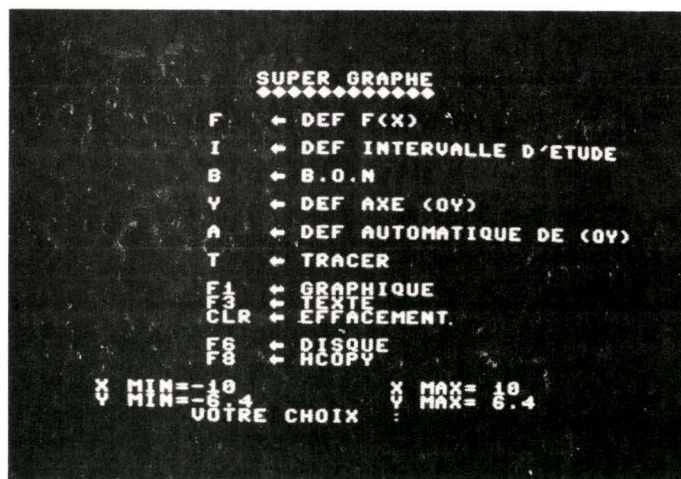 SUPER GRAPHE
F ← DEF F(X)
I ← DEF INTERVALLE D'ETUDE
B ← B.O.N
Y ← DEF AXE (OY)
A ← DEF AUTOMATIQUE DE (OY)
T ← TRACER
F1 ← GRAPHIQUE
F3 ← TEXTE
CLR ← EFFACEMENT
F6 ← DISQUE
F8 ← HCOPY
X MIN=-10 X MAX= 10
Y MIN=-6.4 Y MAX= 6.4
VOTRE CHOIX :